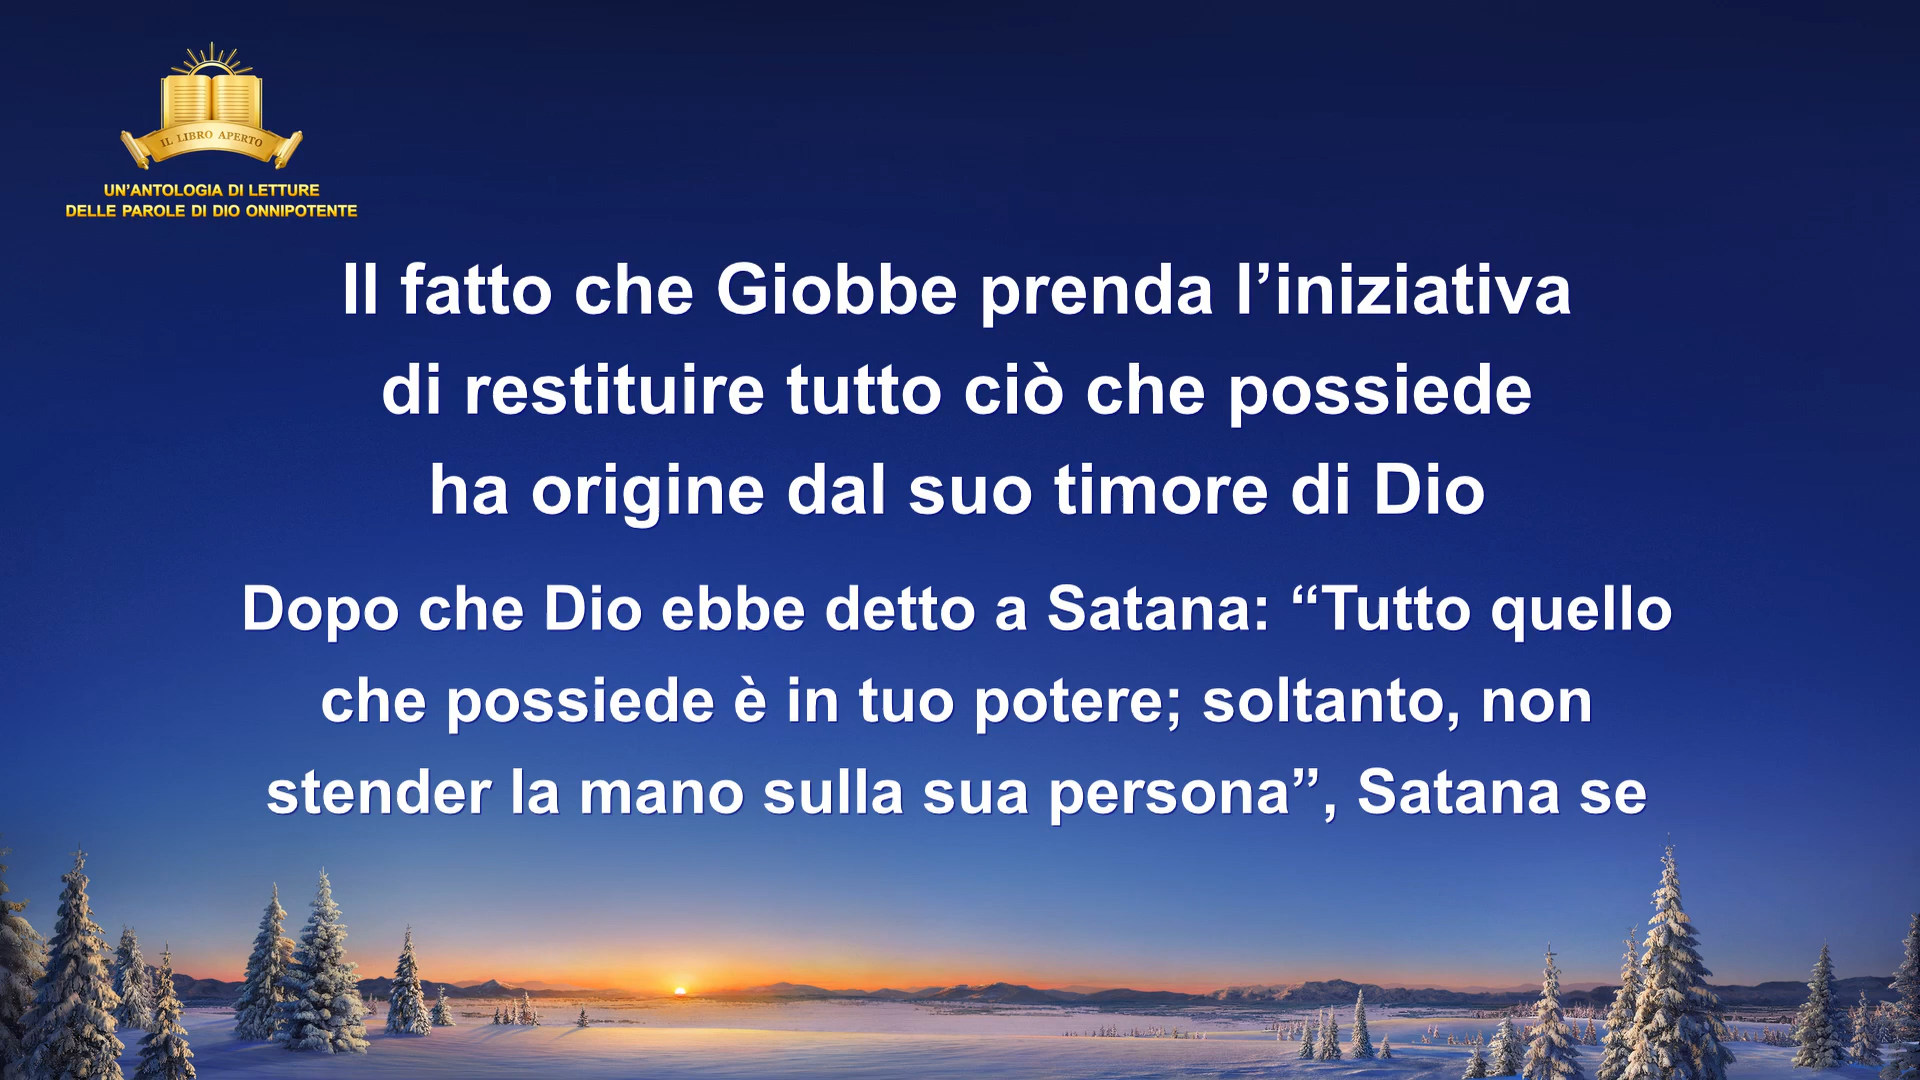 IL LIBRO APERTO
UN’ANTOLOGIA DI LETTURE
DELLE PAROLE DI DIO ONNIPOTENTE
Il fatto che Giobbe prenda l’iniziativa
di restituire tutto ciò che possiede
ha origine dal suo timore di Dio
Dopo che Dio ebbe detto a Satana: “Tutto quello
che possiede è in tuo potere; soltanto, non
stender la mano sulla sua persona”, Satana se